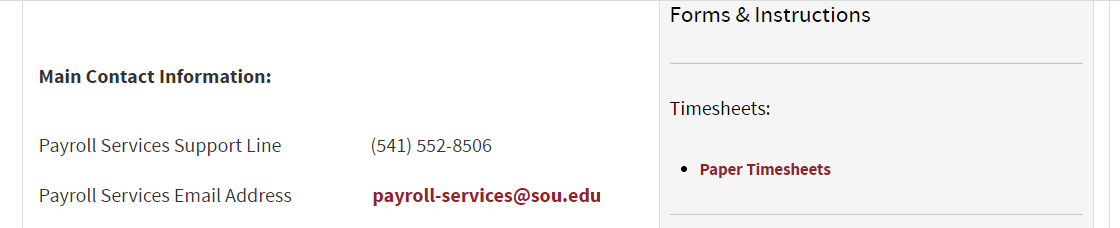 Main Contact Information:
Payroll Services Support Line (541) 552-8506
Payroll Services Email Address payroll-services@sou.edu
Forms & Instructions
Timesheets:
• Paper Timesheets